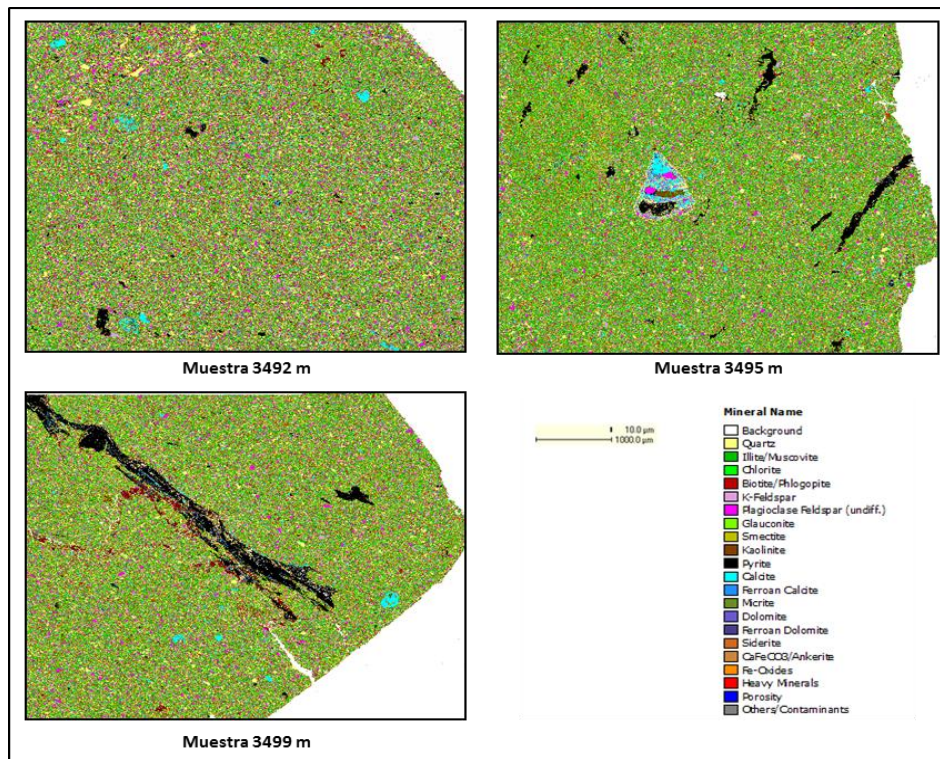 Muestra 3492 m
Muestra 3495 m
Muestra 3499 m
10.0 μm
1000.0 μm
Mineral Name
Background
Quartz
Illite/Muscovite
Chlorite
Biotite/Phlogopite
K-Feldspar
Plagioclase Feldspar (undiff.)
Glauconite
Smectite
Kaolinite
Pyrite
Calcite
Ferroan Calcite
Micrite
Dolomite
Ferroan Dolomite
Siderite
CaFeCO3/Ankerite
Fe-Oxides
Heavy Minerals
Porosity
Others/Contaminants